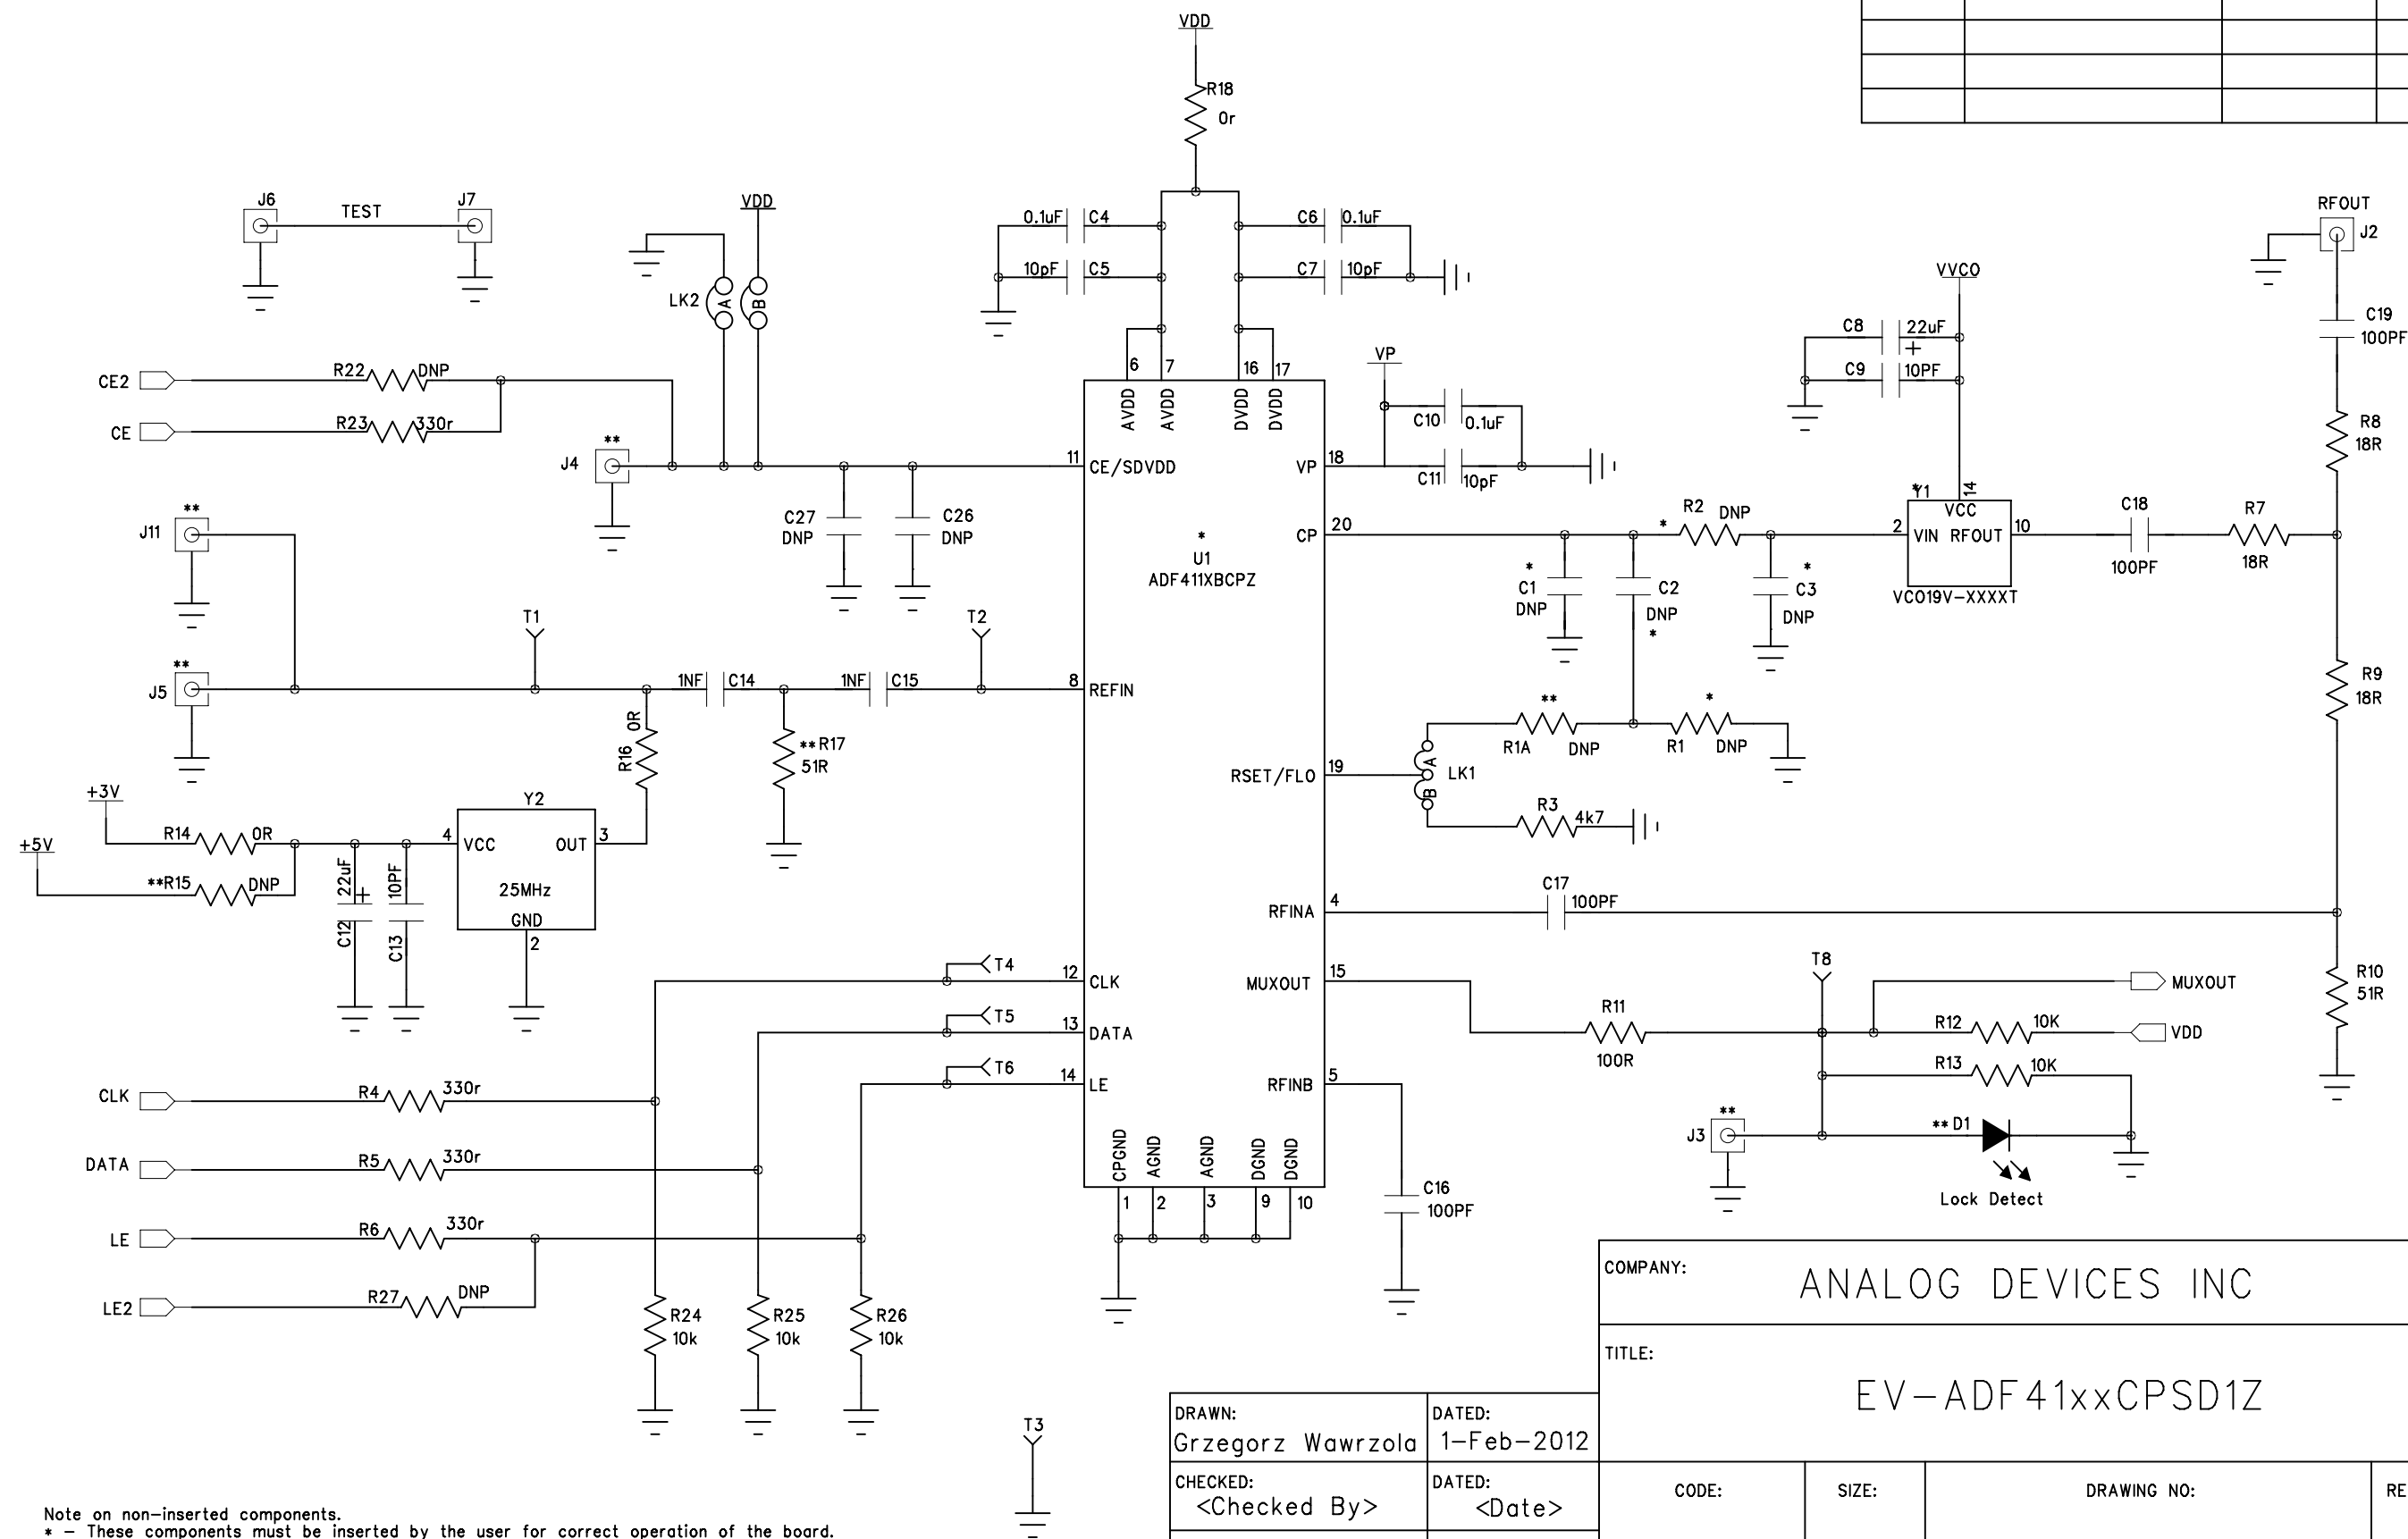 VDD
R18
0r
J6
TEST
J7
VDD
LK2
A
B
0.1uF
C4
10pF
C5
C6
0.1uF
C7
10pF
6
7
16
17
AVDD
AVDD
DVDD
DVDD
CE2
R22
DNP
CE
R23
330r
**
J4
11
CE/SDVDD
C27
DNP
C26
DNP
**
J11
**
J5
T1
T2
1NF
C14
1NF
C15
8
REFIN
R16
0R
**R17
51R
+3V
+5V
R14
0R
**R15
DNP
22uF
+
C12
10PF
C13
Y2
4
VCC
OUT
3
25MHz
GND
2
*
U1
ADF411XBCPZ
VP
C10
0.1uF
VP
18
C11
10pF
CP
20
*
R2
DNP
*
C1
DNP
C2
DNP
*
*
C3
DNP
VVCO
C8
22uF
+
C9
10PF
*Y1
14
VCC
2
VIN
RFOUT
10
VCO19V-XXXXT
C18
100PF
R7
18R
RFOUT
J2
C19
100PF
R8
18R
R9
18R
R10
51R
**
R1A
DNP
*
R1
DNP
RSET/FLO
19
A
B
LK1
R3
4k7
RFINA
4
C17
100PF
MUXOUT
15
R11
100R
T8
MUXOUT
R12
10K
VDD
R13
10K
**
J3
** D1
Lock Detect
RFINB
5
C16
100PF
T4
12
CLK
T5
13
DATA
T6
14
LE
CPGND
AGND
AGND
DGND
DGND
1
2
3
9
10
CLK
R4
330r
DATA
R5
330r
LE
R6
330r
LE2
R27
DNP
R24
10k
R25
10k
R26
10k
T3
COMPANY:
ANALOG DEVICES INC
TITLE:
EV-ADF41xxCPSD1Z
DRAWN:
Grzegorz Wawrzola
DATED:
1-Feb-2012
CHECKED:
<Checked By>
DATED:
<Date>
CODE:
SIZE:
DRAWING NO:
RE
Note on non-inserted components.
* - These components must be inserted by the user for correct operation of the board.